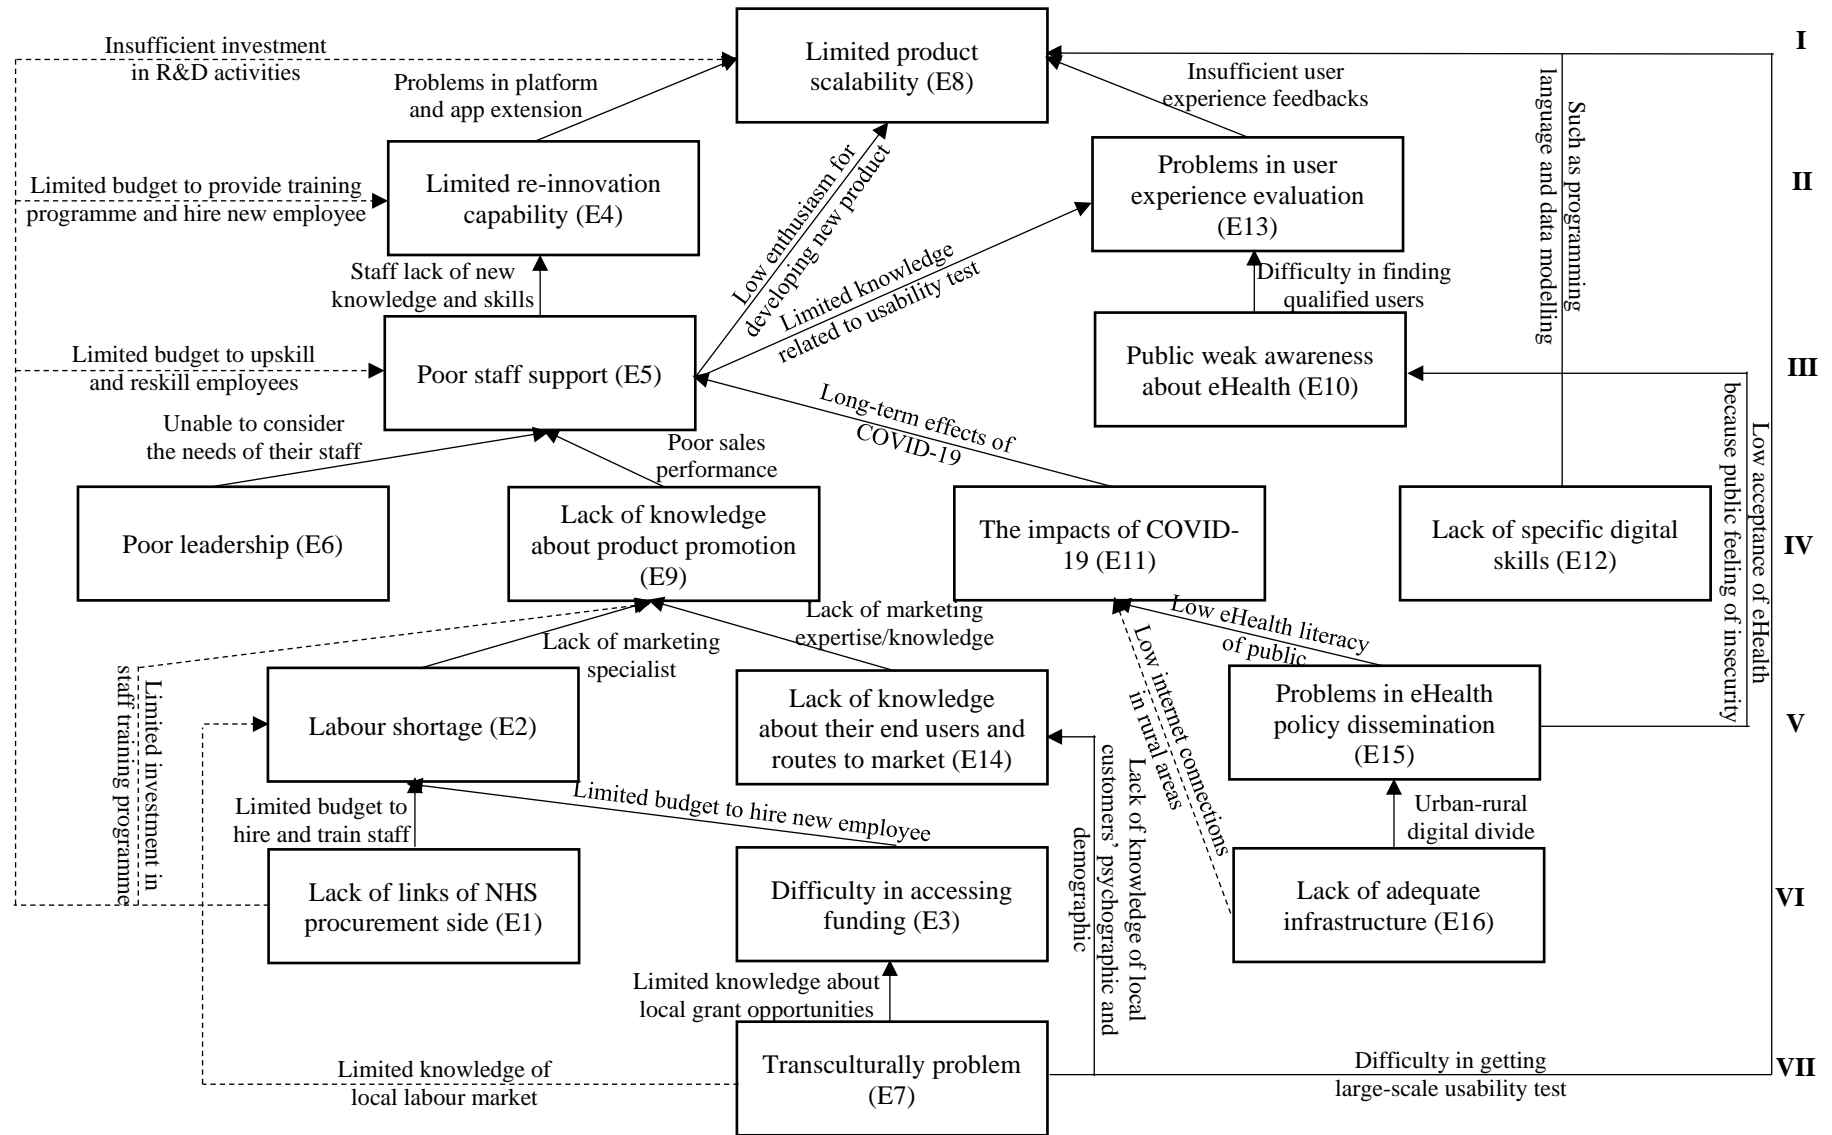 Insufficient investment
in R&D activities
Limited product
scalability (E8)
I
Problems in platform
and app extension
Insufficient user
experience feedbacks
Such as programming
language and data modelling
Limited budget to provide training
programme and hire new employee
Limited re-innovation
capability (E4)
Low enthusiasm for
developing new product
Problems in user
experience evaluation
(E13)
II
Staff lack of new
knowledge and skills
Limited knowledge
related to usability test
Difficulty in finding
qualified users
Limited budget to upskill
and reskill employees
Poor staff support (E5)
Public weak awareness
about eHealth (E10)
III
Unable to consider
the needs of their staff
Poor sales
performance
Long-term effects of
COVID-19
Low acceptance of eHealth
because public feeling of insecurity
Poor leadership (E6)
Lack of knowledge
about product promotion
(E9)
The impacts of COVID-
19 (E11)
Lack of specific digital
skills (E12)
IV
Lack of marketing
specialist
Lack of marketing
expertise/knowledge
Low eHealth literacy
of public
Limited investment in
staff training programme
Low internet connections
in rural areas
Labour shortage (E2)
Lack of knowledge
about their end users and
routes to market (E14)
Problems in eHealth
policy dissemination
(E15)
V
Limited budget to
hire and train staff
Limited budget to hire new employee
Lack of knowledge of local
customers’ psychographic and
demographic
Urban-rural
digital divide
Lack of links of NHS
procurement side (E1)
Difficulty in accessing
funding (E3)
Lack of adequate
infrastructure (E16)
VI
Limited knowledge about
local grant opportunities
Limited knowledge of
local labour market
Transculturally problem
(E7)
Difficulty in getting
large-scale usability test
VII